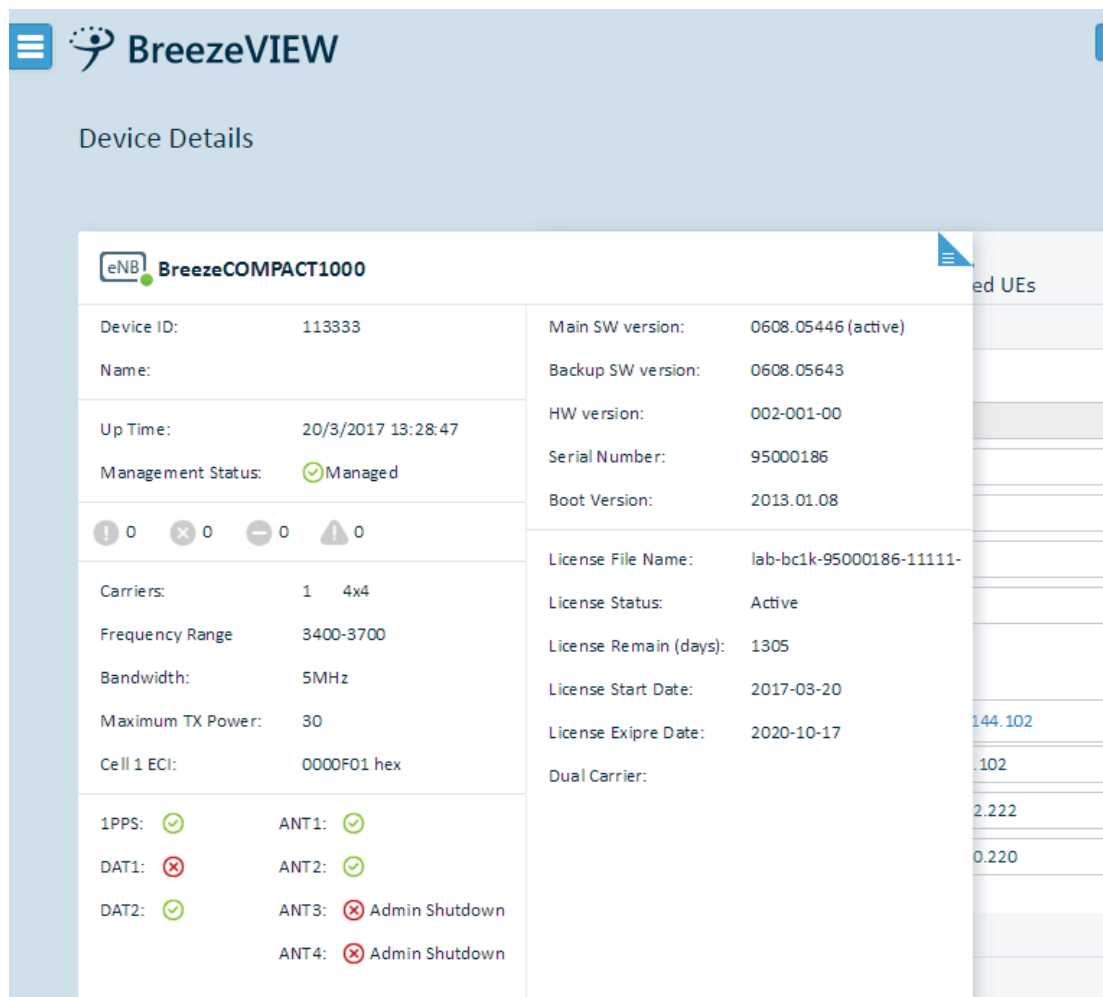 BreezeVIEW
Device Details
eNB BreezeCOMPACT1000
ed UEs
Device ID: 113333
Name:
Up Time: 20/3/2017 13:28:47
Management Status: Managed
0 0 0 0
Carriers: 1 4x4
Frequency Range 3400-3700
Bandwidth: 5MHz
Maximum TX Power: 30
Cell 1 ECI: 0000F01 hex
1PPS: ANT1:
DAT1: ANT2:
DAT2: ANT3: Admin Shutdown
ANT4: Admin Shutdown
Main SW version: 0608.05446 (active)
Backup SW version: 0608.05643
HW version: 002-001-00
Serial Number: 95000186
Boot Version: 2013.01.08
License File Name: lab-bc1k-95000186-11111-
License Status: Active
License Remain (days): 1305
License Start Date: 2017-03-20
License Exipre Date: 2020-10-17
Dual Carrier:
144.102
.102
2.222
0.220